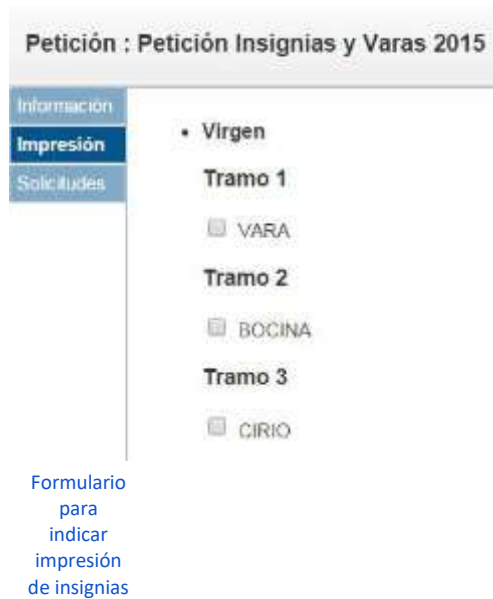 Petición : Petición Insignias y Varas 2015
Información
Impresión
Solicitudes
• Virgen
Tramo 1
VARA
Tramo 2
BOCINA
Tramo 3
CIRIO
Formulario
para
indicar
impresión
de insignias